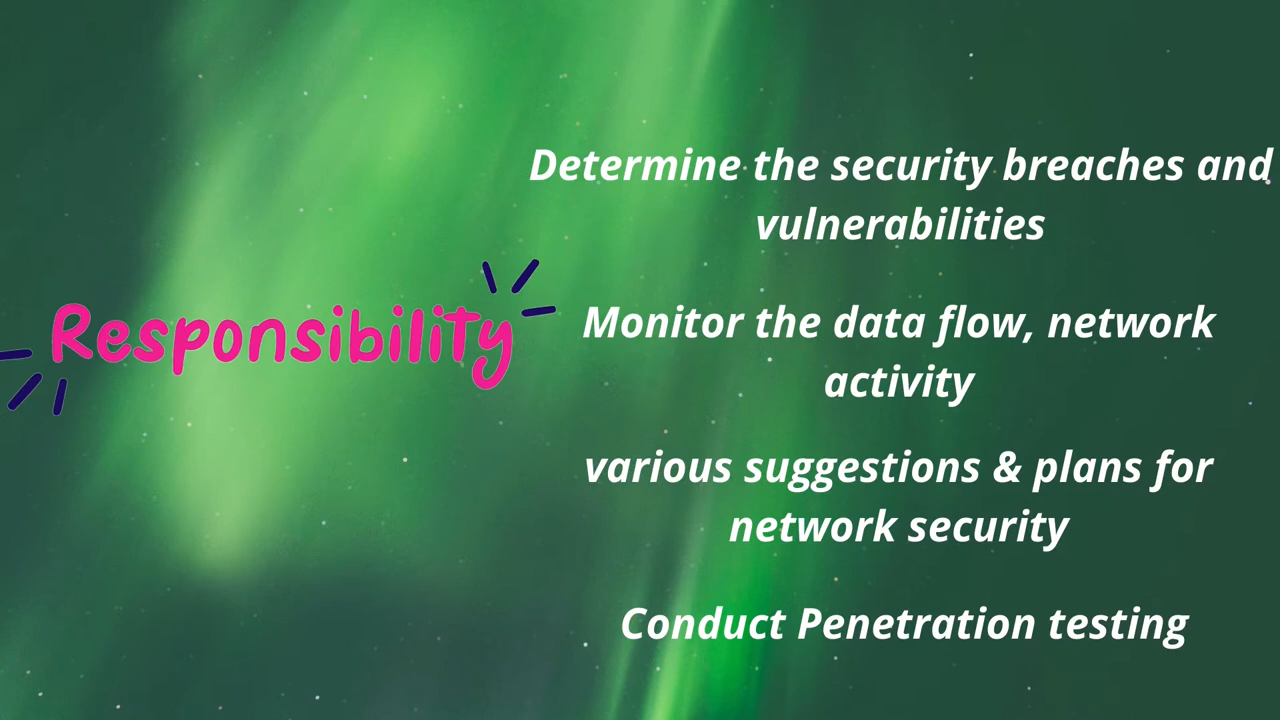 Responsibility
Determine the security breaches and
vulnerabilities
Monitor the data flow, network
activity
various suggestions & plans for
network security
Conduct Penetration testing